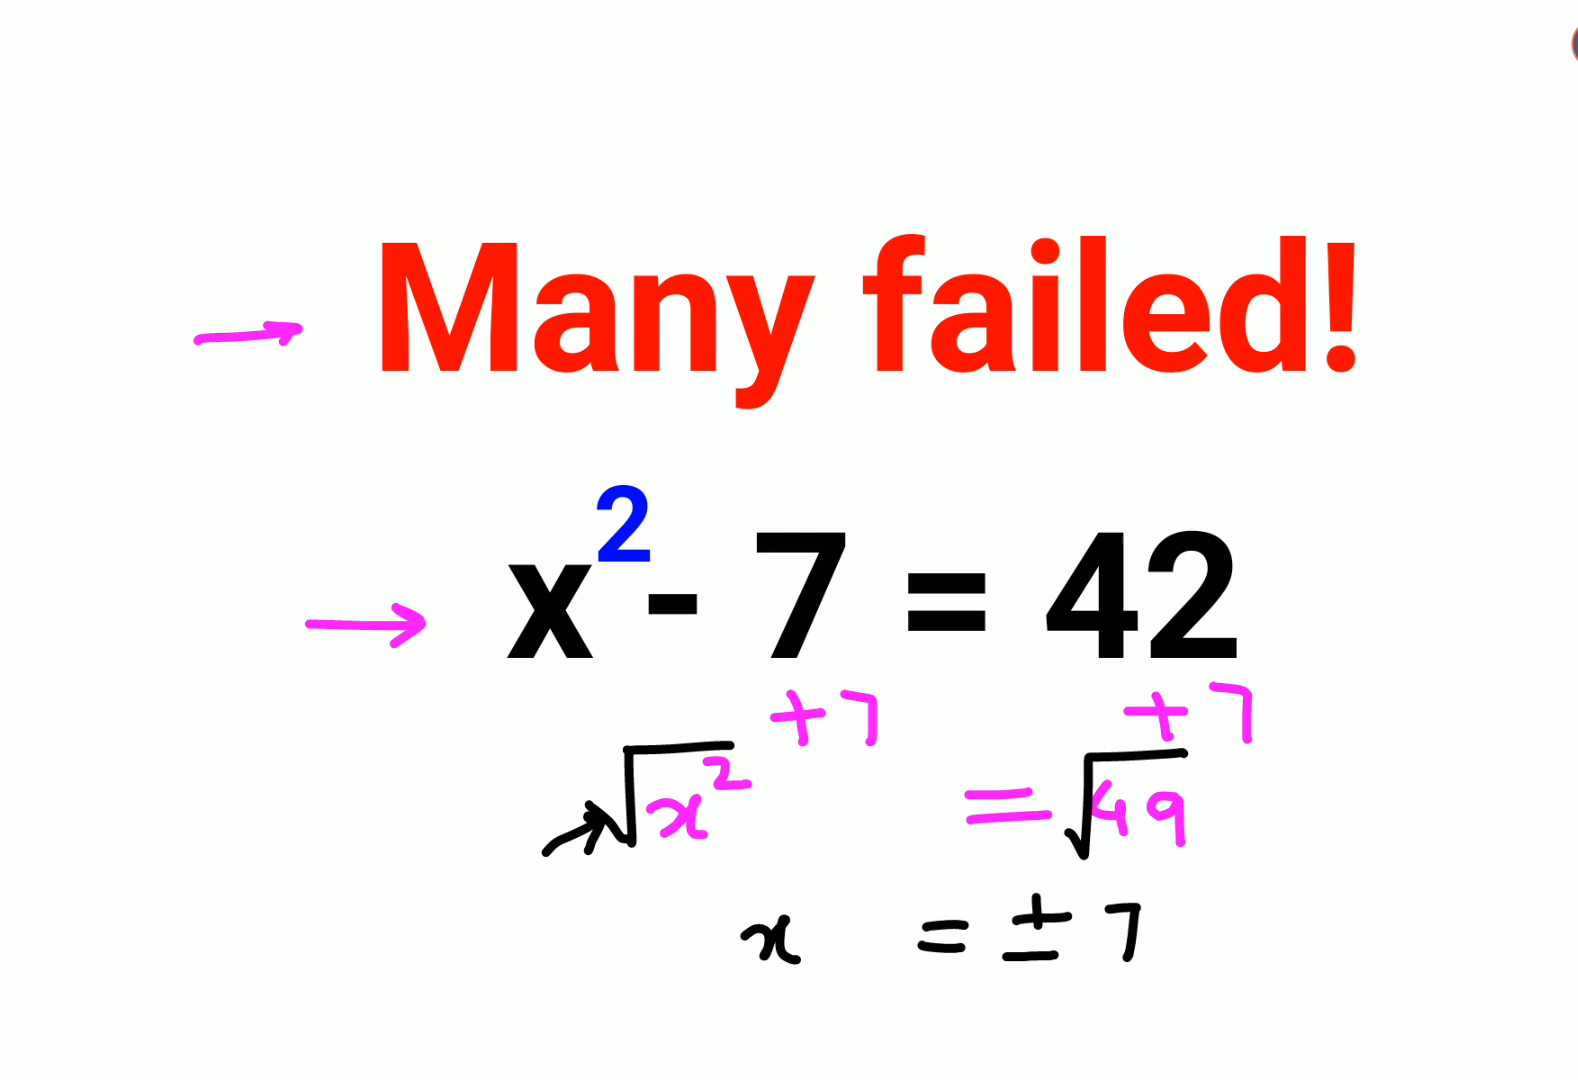 Many failed!
x² - 7 = 42
+7 +7
√x² = √49
x = ± 7